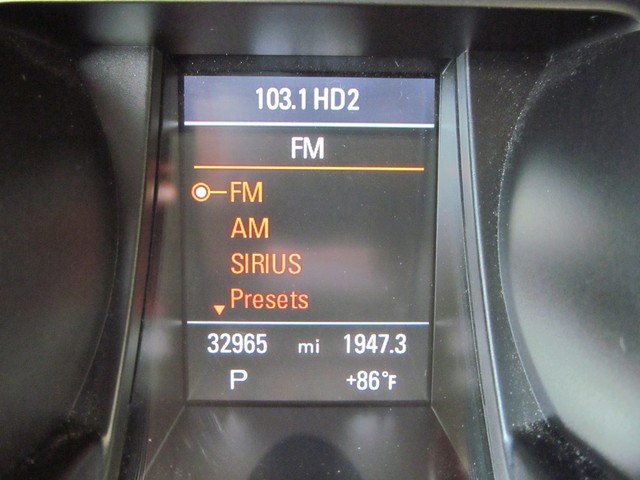 103.1 HD2
FM
FM
AM
SIRIUS
Presets
32965 mi 1947.3
P +86°F